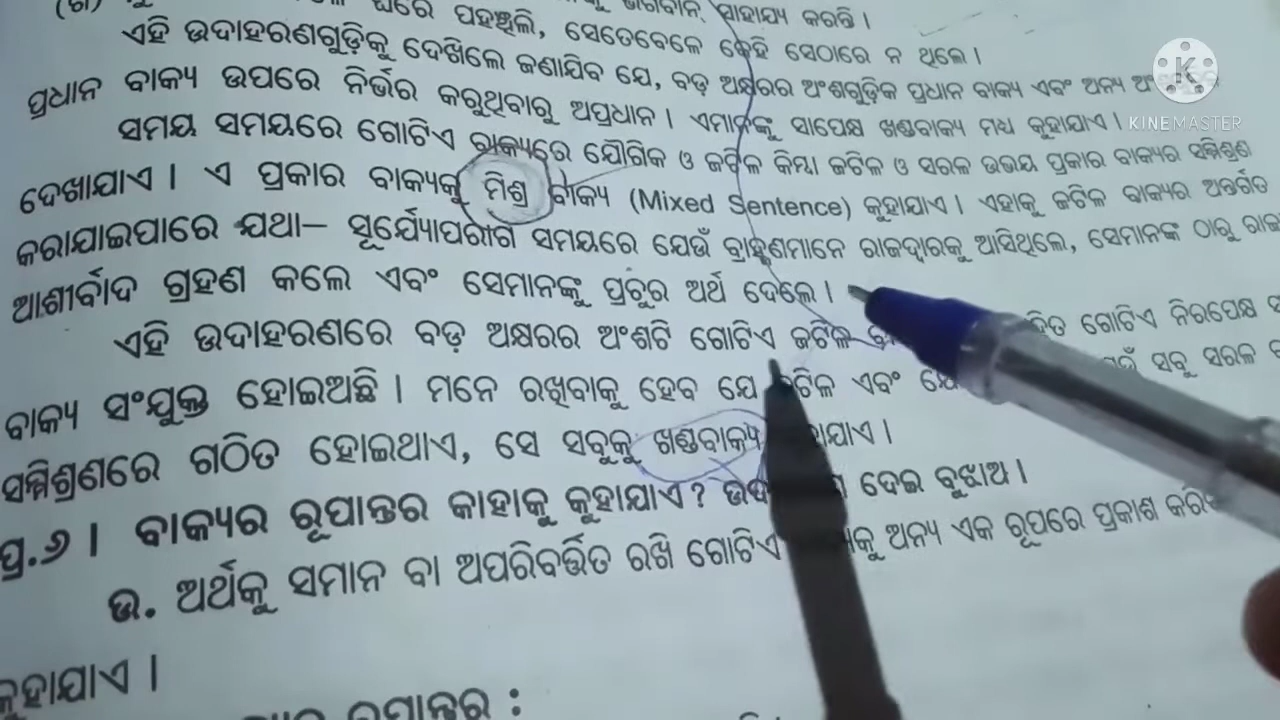 ପହଞ୍ଚିଲି, ସେତେବେଳେ କେହି ସେଠାରେ ନ ଥିଲେ ।
ଭଗବାନ୍ ସାହାଯ୍ୟ କରନ୍ତି ।
ଏହି ଉଦାହରଣଗୁଡ଼ିକୁ ଦେଖିଲେ ଜଣାଯିବ ଯେ, ବଡ଼ ଅକ୍ଷରର ଅଂଶଗୁଡ଼ିକ ପ୍ରଧାନ ବାକ୍ୟ ଏବଂ ଅନ୍ୟ
ପ୍ରଧାନ ବାକ୍ୟ ଉପରେ ନିର୍ଭର କରୁଥିବାରୁ ଅପ୍ରଧାନ । ଏମାନଙ୍କୁ ସାପେକ୍ଷ ଖଣ୍ଡବାକ୍ୟ ମଧ୍ୟ କୁହାଯାଏ ।
ସମୟ ସମୟରେ ଗୋଟିଏ ବାକ୍ୟରେ ଯୌଗିକ ଓ ଜଟିଳ କିମ୍ବା ଜଟିଳ ଓ ସରଳ ଉଭୟ ପ୍ରକାର ବାକ୍ୟର ସମ୍ମିଶ୍ରଣ
ଦେଖାଯାଏ । ଏ ପ୍ରକାର ବାକ୍ୟକୁ ମିଶ୍ର ବାକ୍ୟ (Mixed Sentence) କୁହାଯାଏ । ଏହାକୁ ଜଟିଳ ବାକ୍ୟର ଅନ୍ତର୍ଗତ
କରାଯାଇପାରେ ଯଥା— ସୂର୍ଯ୍ୟୋପରାଗ ସମୟରେ ଯେଉଁ ବ୍ରାହ୍ମଣମାନେ ରାଜଦ୍ୱାରକୁ ଆସିଥିଲେ, ସେମାନଙ୍କ ଠାରୁ
ଆଶୀର୍ବାଦ ଗ୍ରହଣ କଲେ ଏବଂ ସେମାନଙ୍କୁ ପ୍ରଚୁର ଅର୍ଥ ଦେଲେ ।
ଏହି ଉଦାହରଣରେ ବଡ଼ ଅକ୍ଷରର ଅଂଶଟି ଗୋଟିଏ ଜଟିଳ ଗୋଟିଏ ନିରପେକ୍ଷ
ବାକ୍ୟ ସଂଯୁକ୍ତ ହୋଇଅଛି । ମନେ ରଖିବାକୁ ହେବ ଯେ ଜଟିଳ ଏବଂ ସବୁ ସରଳ
ସମ୍ମିଶ୍ରଣରେ ଗଠିତ ହୋଇଥାଏ, ସେ ସବୁକୁ ଖଣ୍ଡବାକ୍ୟ କୁହାଯାଏ ।
ପ୍ର.୬ । ବାକ୍ୟର ରୂପାନ୍ତର କାହାକୁ କୁହାଯାଏ ? ଦେଇ ବୁଝାଅ ।
ଉ. ଅର୍ଥକୁ ସମାନ ବା ଅପରିବର୍ତ୍ତିତ ରଖି ଗୋଟିଏ ଅନ୍ୟ ଏକ ରୂପରେ ପ୍ରକାଶ
କୁହାଯାଏ ।
ରୂପାନ୍ତର :
K
KINEMASTER